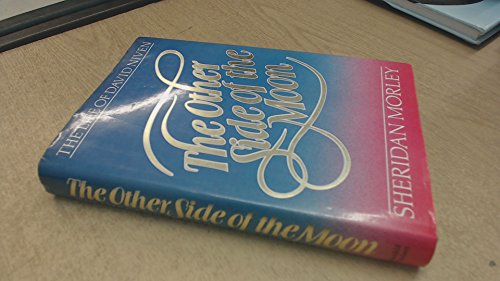 THE LIFE OF DAVID NIVEN
The Other
Side of the
Moon
SHERIDAN MORLEY
The Other Side of the Moon